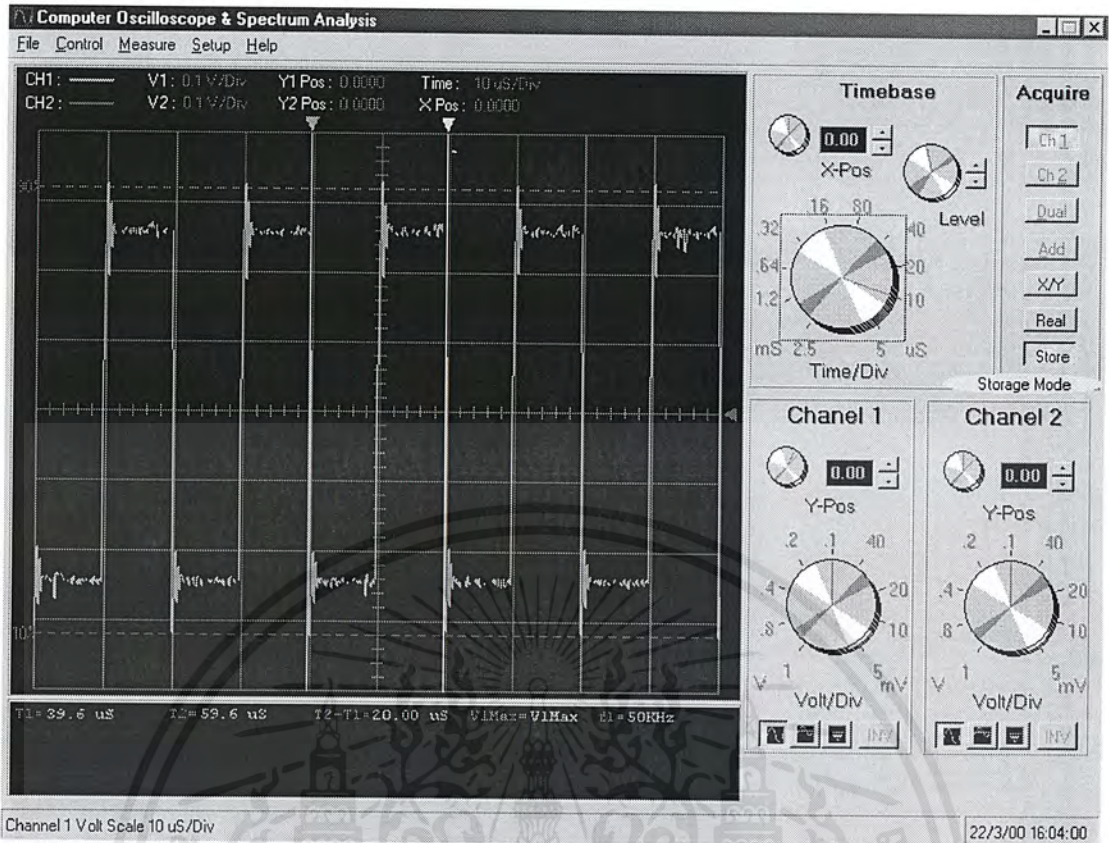 Computer Oscilloscope & Spectrum Analysis
File Control Measure Setup Help
CH1: V1: 0.1 V/Div Y1 Pos: 0.0000 Time: 10 uS/Div
CH2: V2: 0.1 V/Div Y2 Pos: 0.0000 X Pos: 0.0000
90%
10%
T1=39.6 uS T2=59.6 uS T2-T1=20.00 uS V1Max=V1Max f1=50KHz
Timebase
0.00
X-Pos
Level
.16 80
.32 40
.64 20
1.2 10
mS 2.5 5 uS
Time/Div
Acquire
Ch 1
Ch 2
Dual
Add
X/Y
Real
Store
Storage Mode
Chanel 1
0.00
Y-Pos
.2 .1 40
.4 20
.8 10
V 1 5 mV
Volt/Div
INV
Chanel 2
0.00
Y-Pos
.2 .1 40
.4 20
.8 10
V 1 5 mV
Volt/Div
INV
Channel 1 Volt Scale 10 uS/Div
22/3/00 16:04:00